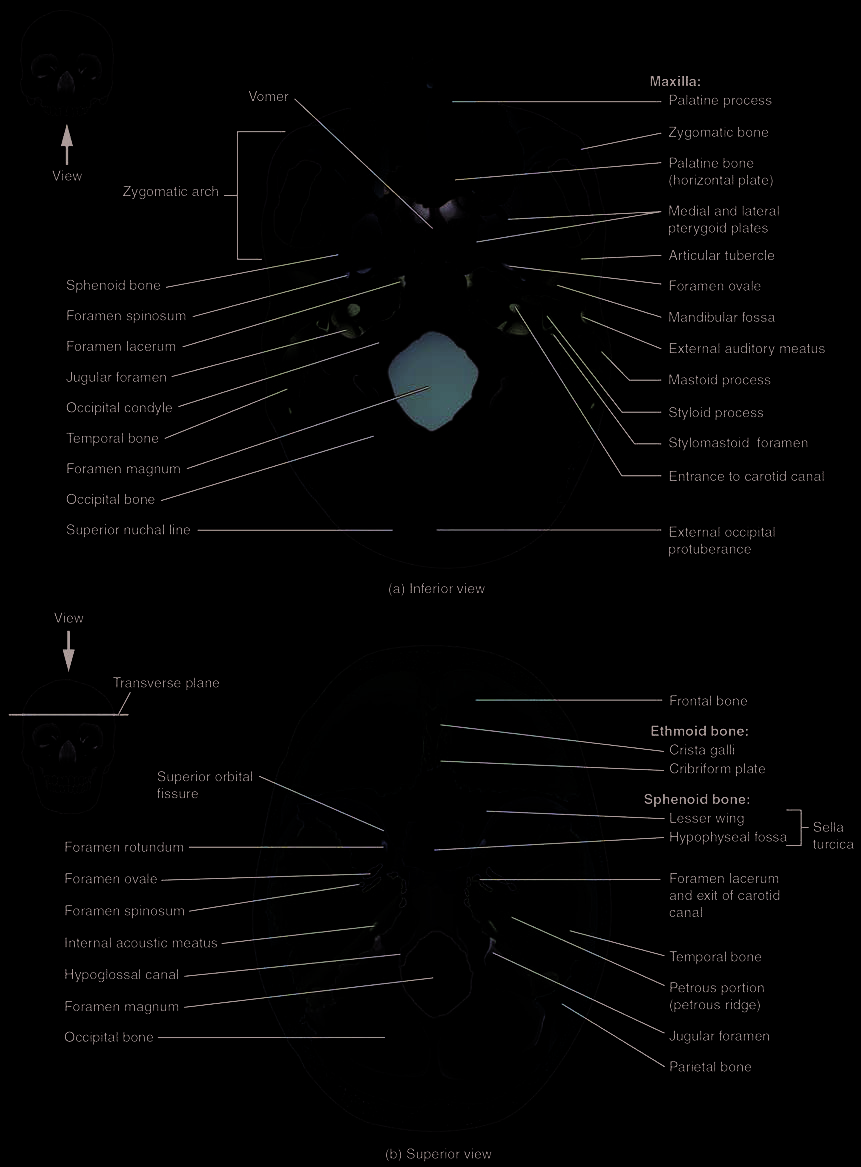 View
Vomer
Zygomatic arch
Sphenoid bone
Foramen spinosum
Foramen lacerum
Jugular foramen
Occipital condyle
Temporal bone
Foramen magnum
Occipital bone
Superior nuchal line
Maxilla:
Palatine process
Zygomatic bone
Palatine bone
(horizontal plate)
Medial and lateral
pterygoid plates
Articular tubercle
Foramen ovale
Mandibular fossa
External auditory meatus
Mastoid process
Styloid process
Stylomastoid foramen
Entrance to carotid canal
External occipital
protuberance
(a) Inferior view
View
Transverse plane
Superior orbital
fissure
Foramen rotundum
Foramen ovale
Foramen spinosum
Internal acoustic meatus
Hypoglossal canal
Foramen magnum
Occipital bone
Frontal bone
Ethmoid bone:
Crista galli
Cribriform plate
Sphenoid bone:
Lesser wing
Hypophyseal fossa
Sella
turcica
Foramen lacerum
and exit of carotid
canal
Temporal bone
Petrous portion
(petrous ridge)
Jugular foramen
Parietal bone
(b) Superior view